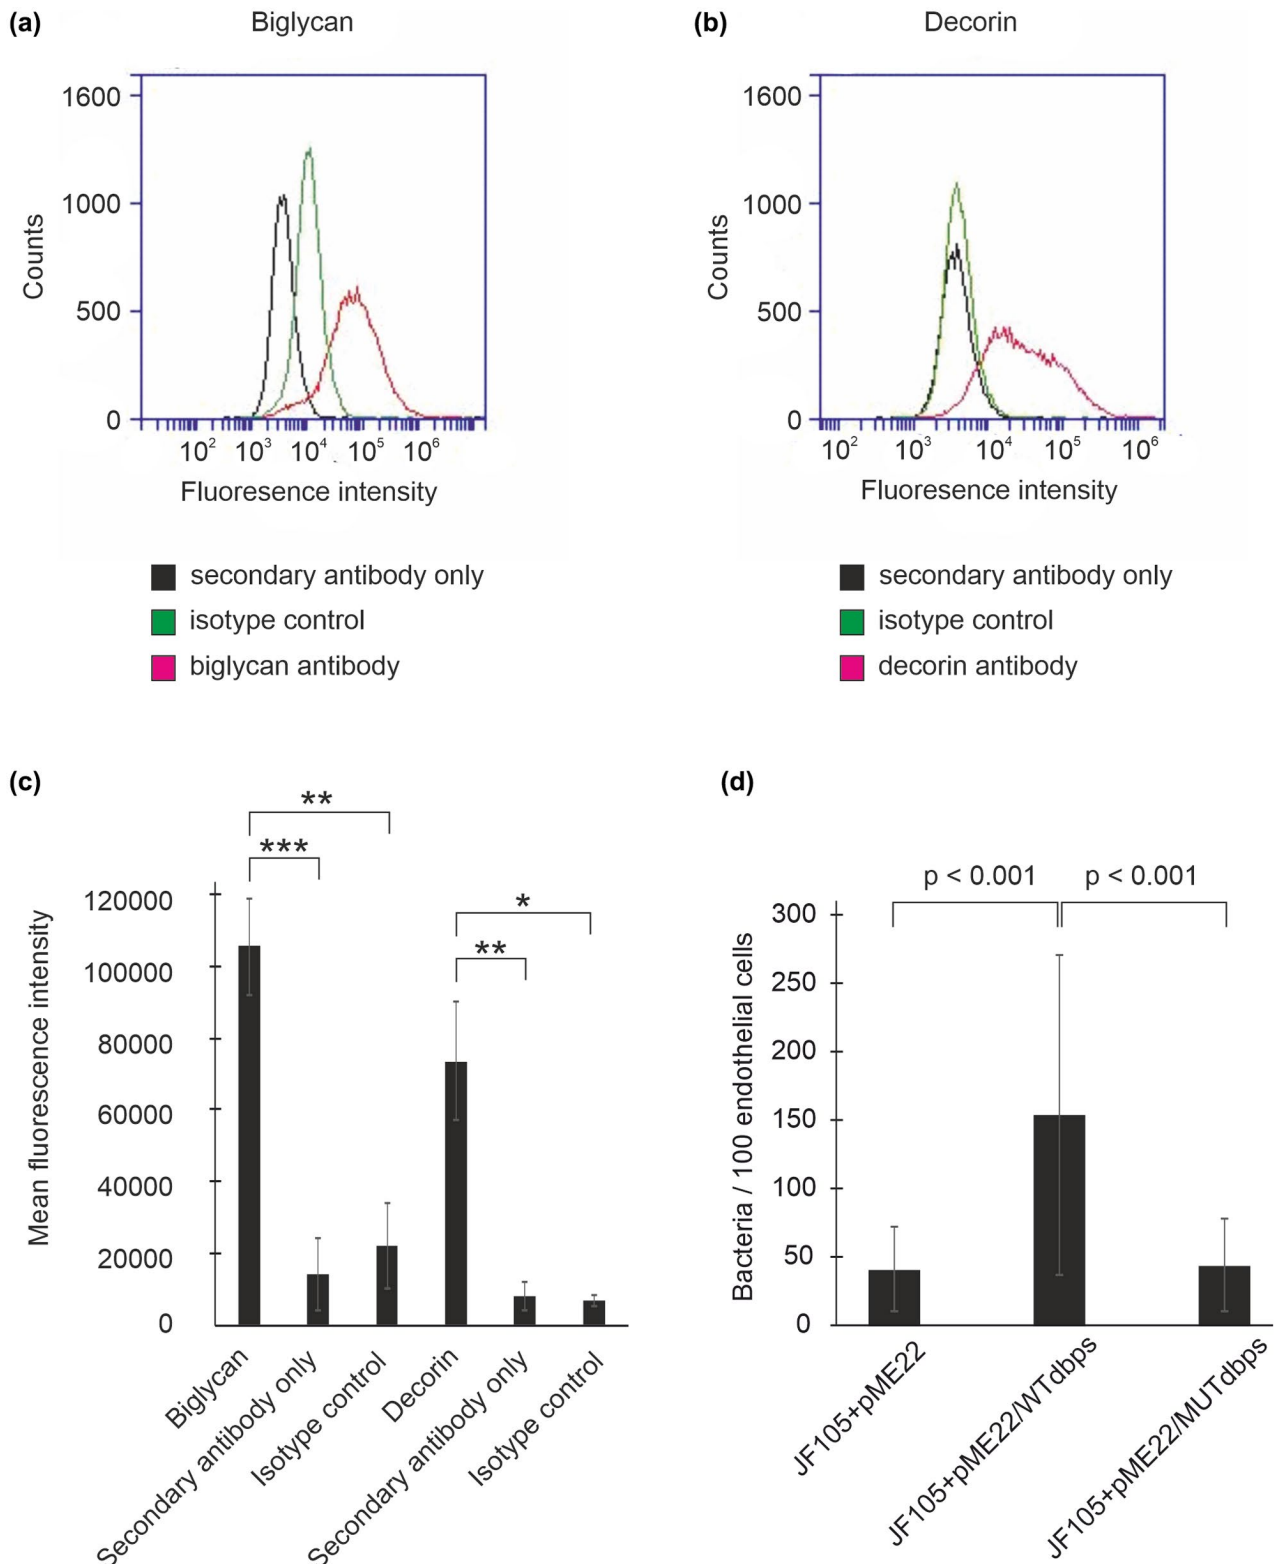 (a)
Biglycan
1600
1000
500
0
Counts
10²
10³
10⁴
10⁵
10⁶
Fluoresence intensity
secondary antibody only
isotype control
biglycan antibody
(b)
Decorin
1600
1000
500
0
Counts
10²
10³
10⁴
10⁵
10⁶
Fluoresence intensity
secondary antibody only
isotype control
decorin antibody
(c)
**
***
*
**
120000
100000
80000
60000
40000
20000
0
Mean fluorescence intensity
Biglycan
Secondary antibody only
Isotype control
Decorin
Secondary antibody only
Isotype control
(d)
p < 0.001
p < 0.001
300
250
200
150
100
50
0
Bacteria / 100 endothelial cells
JF105+pME22
JF105+pME22/WTdbps
JF105+pME22/MUTdbps